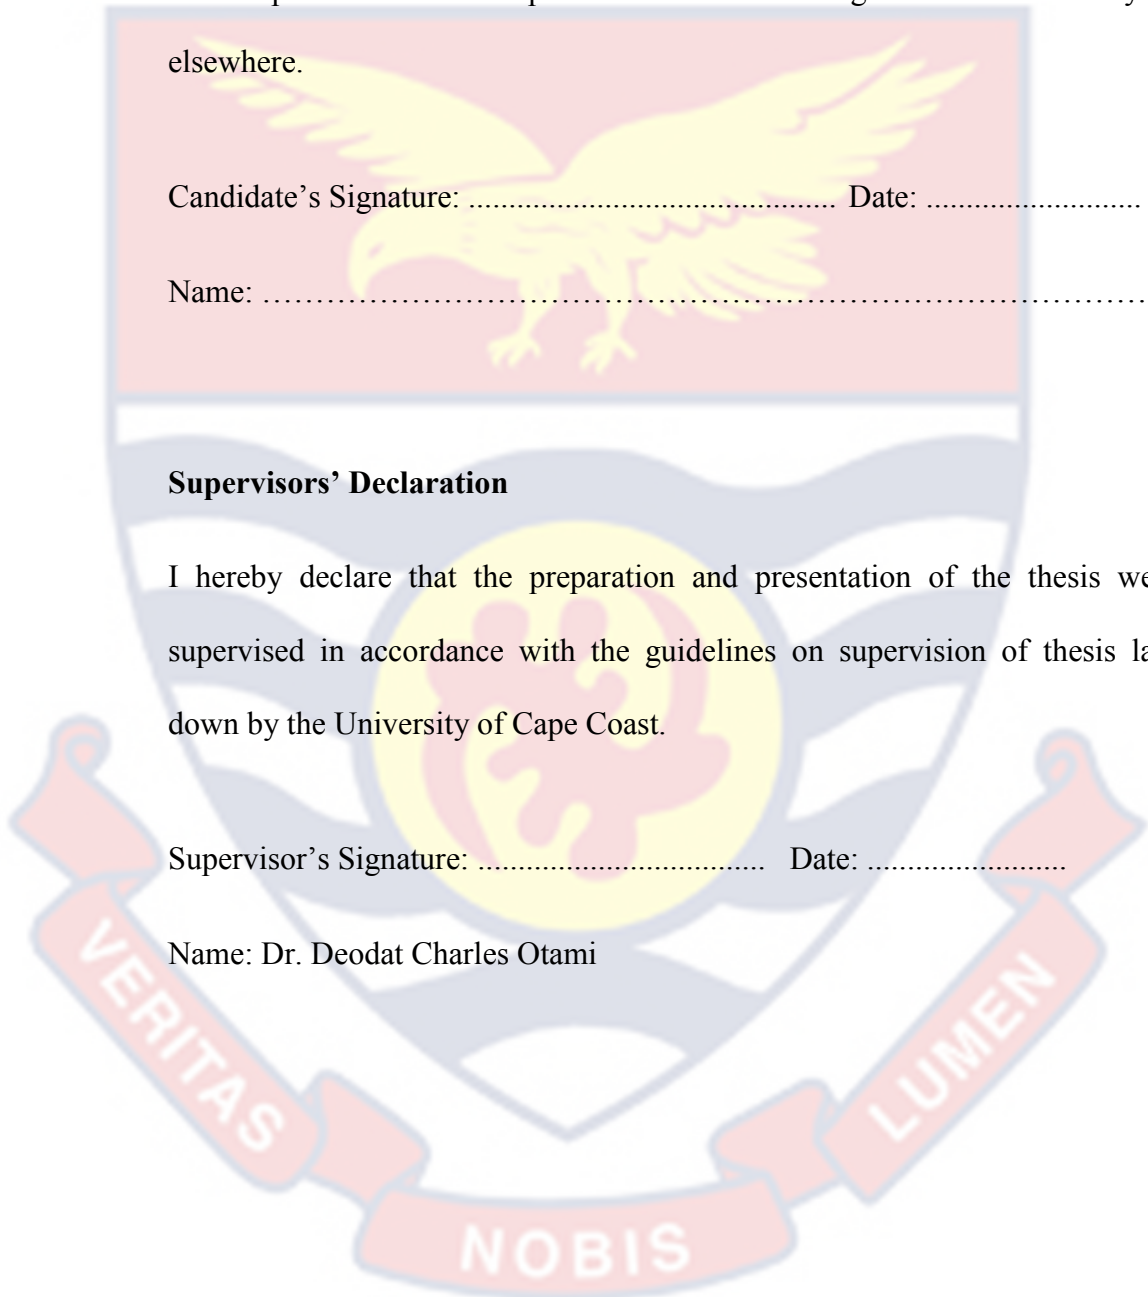 elsewhere.
Candidate’s Signature: .............................................. Date: ...........................
Name: ……………………………………………………………………….
Supervisors’ Declaration
I hereby declare that the preparation and presentation of the thesis
supervised in accordance with the guidelines on supervision of thesis
down by the University of Cape Coast.
Supervisor’s Signature: .................................... Date: .........................
Name: Dr. Deodat Charles Otami
VERITAS
NOBIS
LUMEN